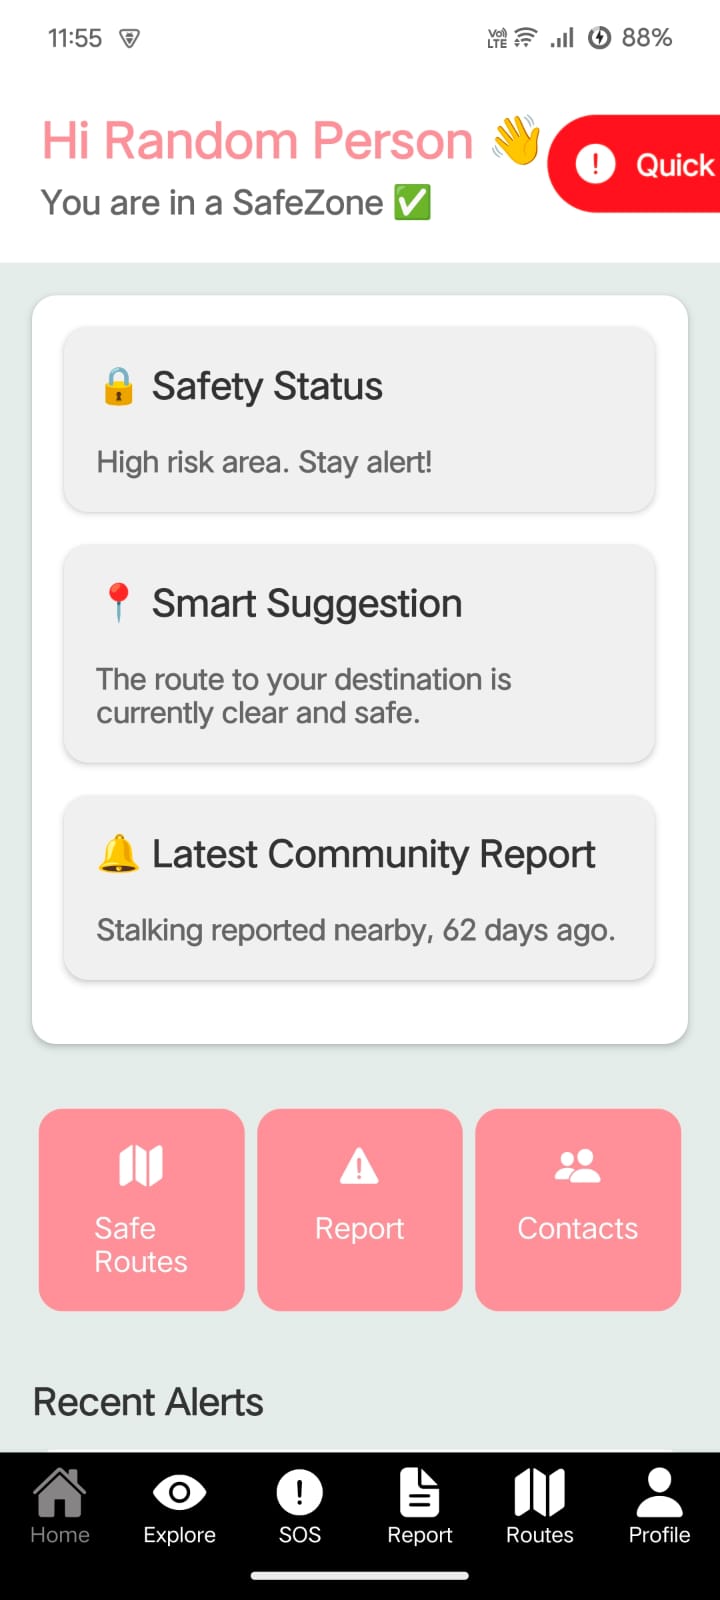 11:55 Vo) LTE 88%
Hi Random Person 👋
Quick
You are in a SafeZone ✅
🔒 Safety Status
High risk area. Stay alert!
📍 Smart Suggestion
The route to your destination is
currently clear and safe.
🔔 Latest Community Report
Stalking reported nearby, 62 days ago.
Safe
Routes
Report
Contacts
Recent Alerts
Home
Explore
SOS
Report
Routes
Profile